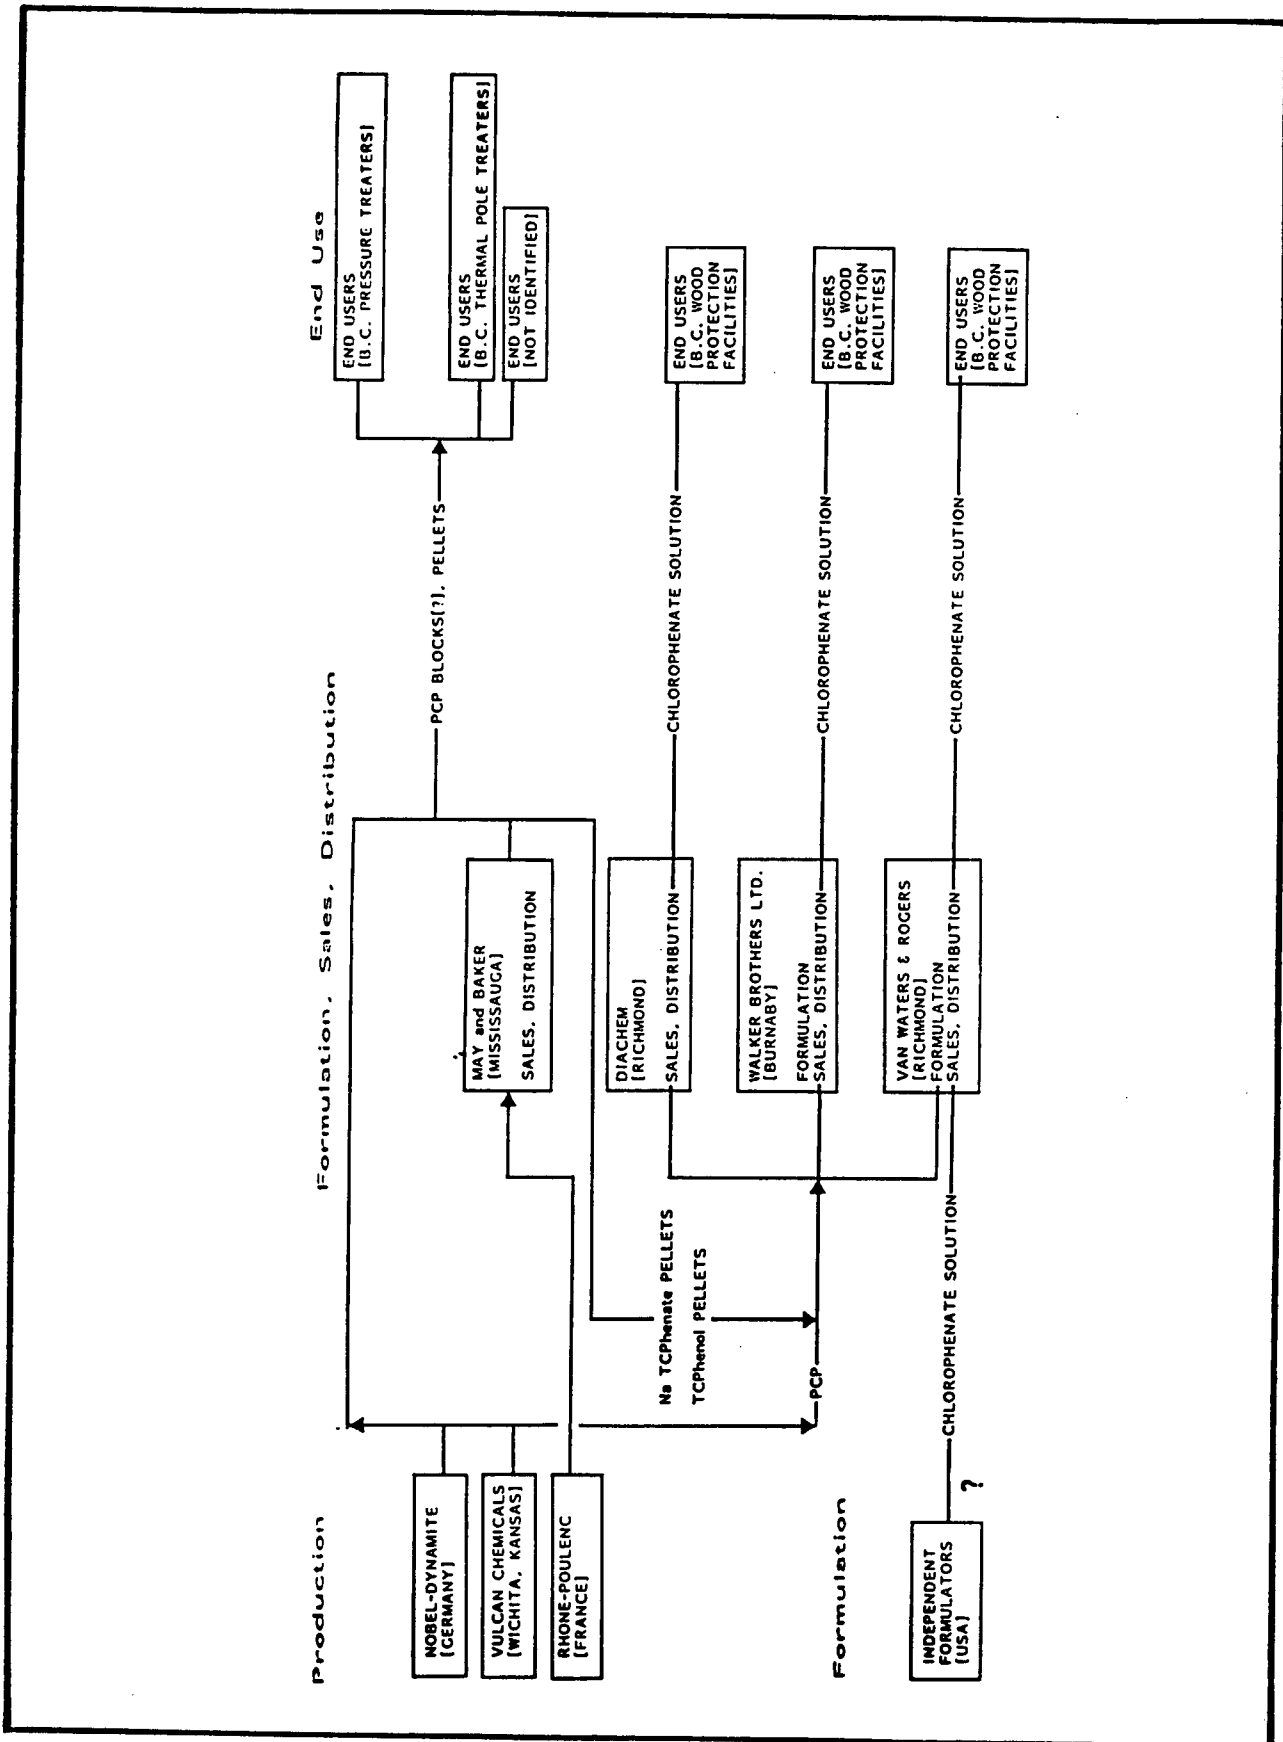 Production
NOBEL-DYNAMITE
[GERMANY]
VULCAN CHEMICALS
[WICHITA, KANSAS]
RHONE-POULENC
[FRANCE]
Formulation
INDEPENDENT
FORMULATORS
[USA]
?
CHLOROPHENATE SOLUTION
PCP
Na TCPhenate PELLETS
TCPhenol PELLETS
Formulation, Sales, Distribution
MAY and BAKER
[MISSISSAUGA]
SALES, DISTRIBUTION
DIACHEM
[RICHMOND]
SALES, DISTRIBUTION
WALKER BROTHERS LTD.
[BURNABY]
FORMULATION
SALES, DISTRIBUTION
VAN WATERS & ROGERS
[RICHMOND]
FORMULATION
SALES, DISTRIBUTION
PCP BLOCKS[?], PELLETS
CHLOROPHENATE SOLUTION
CHLOROPHENATE SOLUTION
CHLOROPHENATE SOLUTION
End Use
END USERS
[B.C. PRESSURE TREATERS]
END USERS
[B.C. THERMAL POLE TREATERS]
END USERS
[NOT IDENTIFIED]
END USERS
[B.C. WOOD
PROTECTION
FACILITIES]
END USERS
[B.C. WOOD
PROTECTION
FACILITIES]
END USERS
[B.C. WOOD
PROTECTION
FACILITIES]